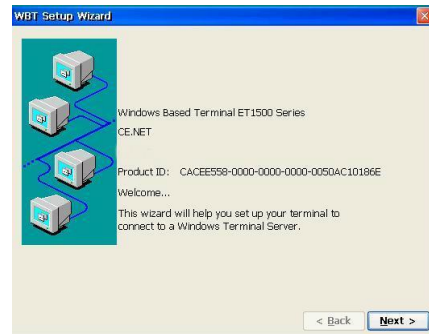 WBT Setup Wizard
Windows Based Terminal ET1500 Series
CE.NET
Product ID: CACEE558-0000-0000-0000-0050AC10186E
Welcome...
This wizard will help you set up your terminal to
connect to a Windows Terminal Server.
< Back Next >